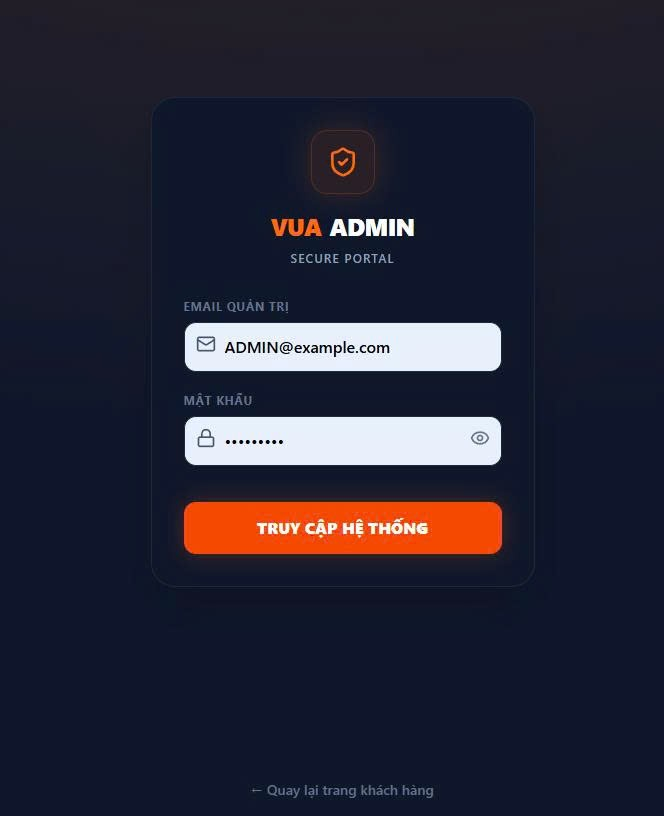 VUA ADMIN
SECURE PORTAL
EMAIL QUẢN TRỊ
ADMIN@example.com
MẬT KHẨU
•••••••••
TRUY CẬP HỆ THỐNG
← Quay lại trang khách hàng